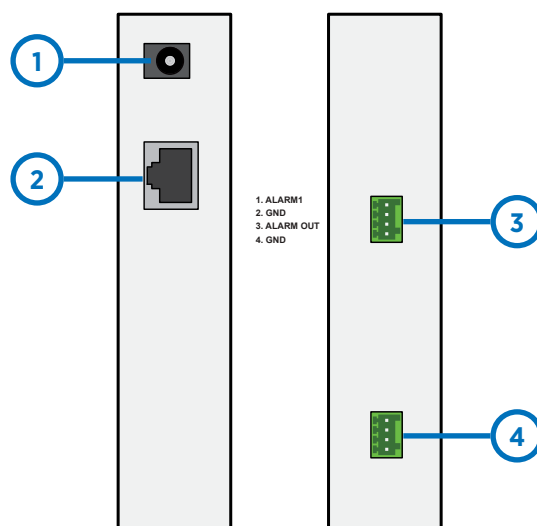 1
2
1. ALARM1
2. GND
3. ALARM OUT
4. GND
3
4